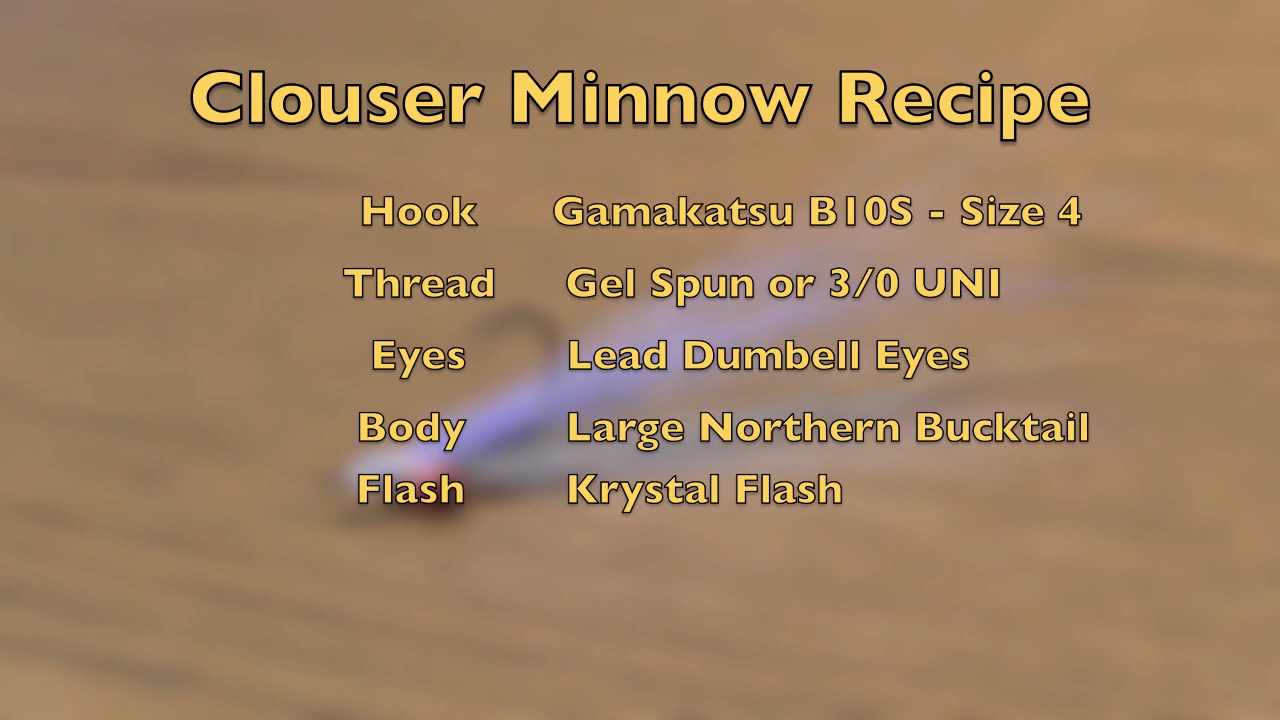 Clouser Minnow Recipe
Hook Gamakatsu B10S - Size 4
Thread Gel Spun or 3/0 UNI
Eyes Lead Dumbell Eyes
Body Large Northern Bucktail
Flash Krystal Flash